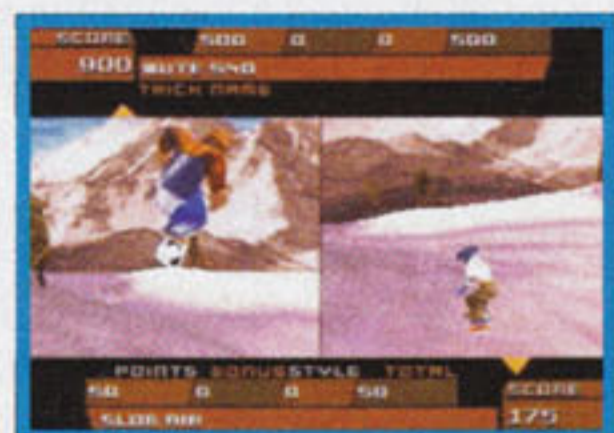 SCORE 500 0 0 500
900 MUTE 540
TRICK NAME
POINTS BONUS STYLE TOTAL
50 0 0 50 SCORE
SLOB AIR 175